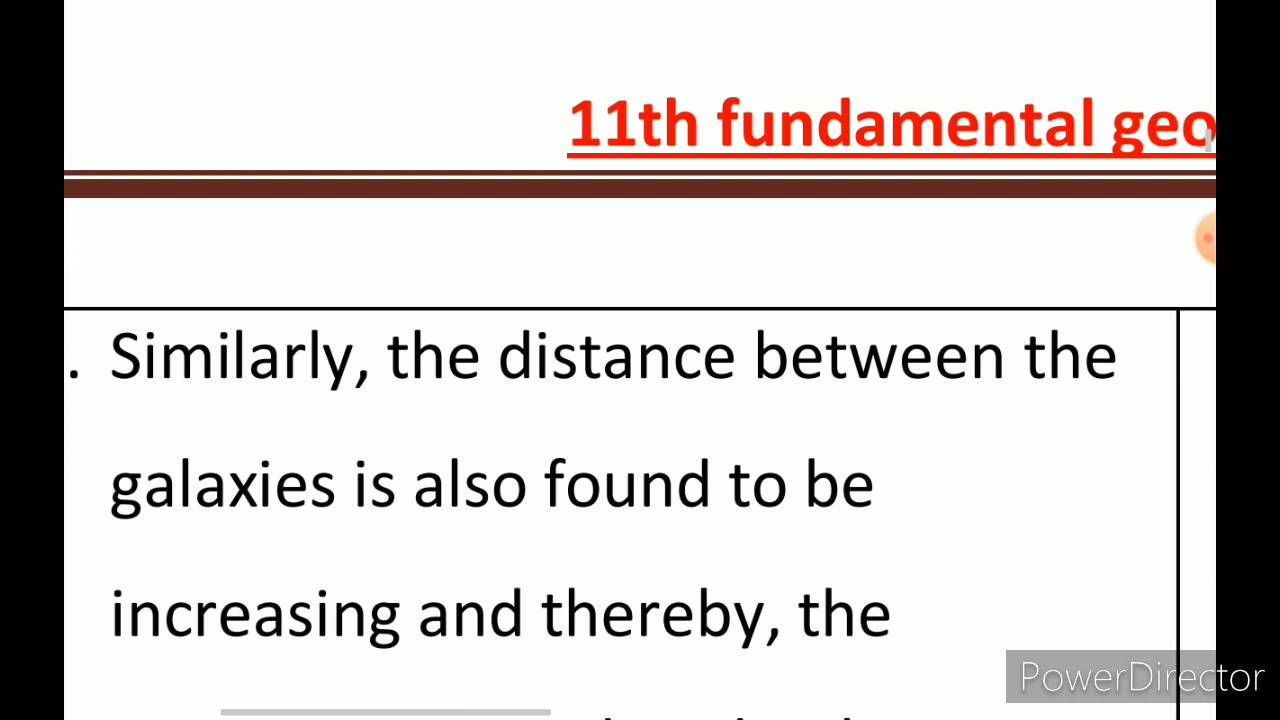 11th fundamental geo
. Similarly, the distance between the
galaxies is also found to be
increasing and thereby, the
PowerDirector